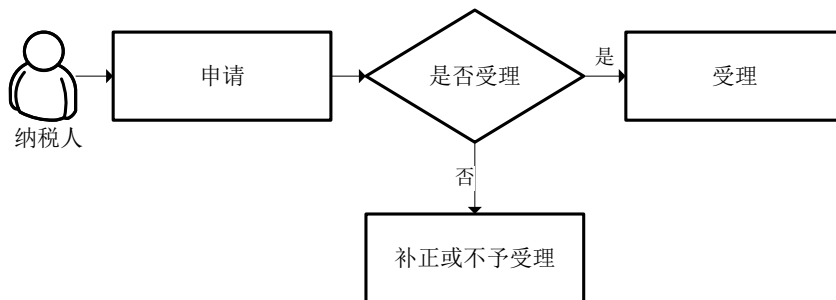 纳税人
申请
是否受理
是
受理
否
补正或不予受理